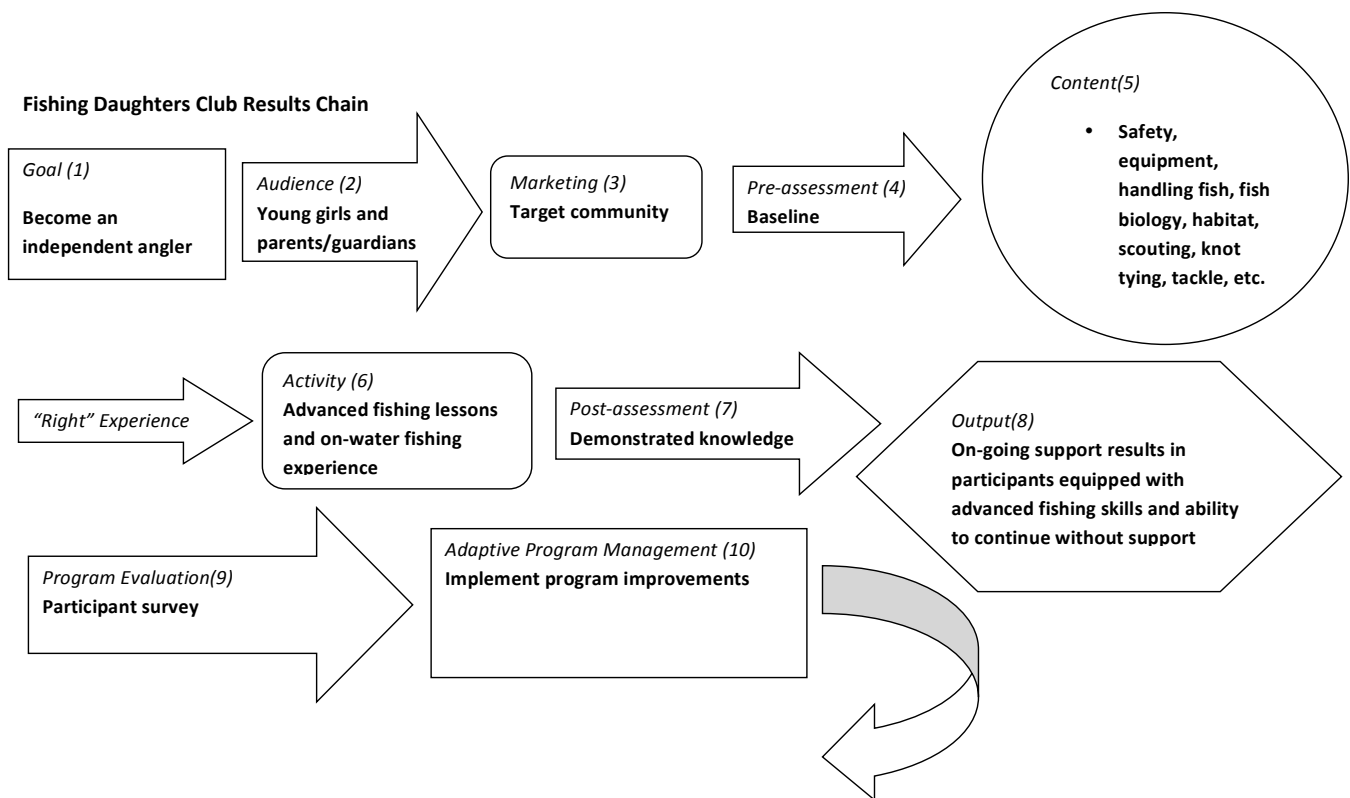 Fishing Daughters Club Results Chain
Goal (1)
Become an
independent angler
Audience (2)
Young girls and
parents/guardians
Marketing (3)
Target community
Pre-assessment (4)
Baseline
Content(5)
• Safety,
equipment,
handling fish, fish
biology, habitat,
scouting, knot
tying, tackle, etc.
“Right” Experience
Activity (6)
Advanced fishing lessons
and on-water fishing
experience
Post-assessment (7)
Demonstrated knowledge
Output(8)
On-going support results in
participants equipped with
advanced fishing skills and ability
to continue without support
Program Evaluation(9)
Participant survey
Adaptive Program Management (10)
Implement program improvements